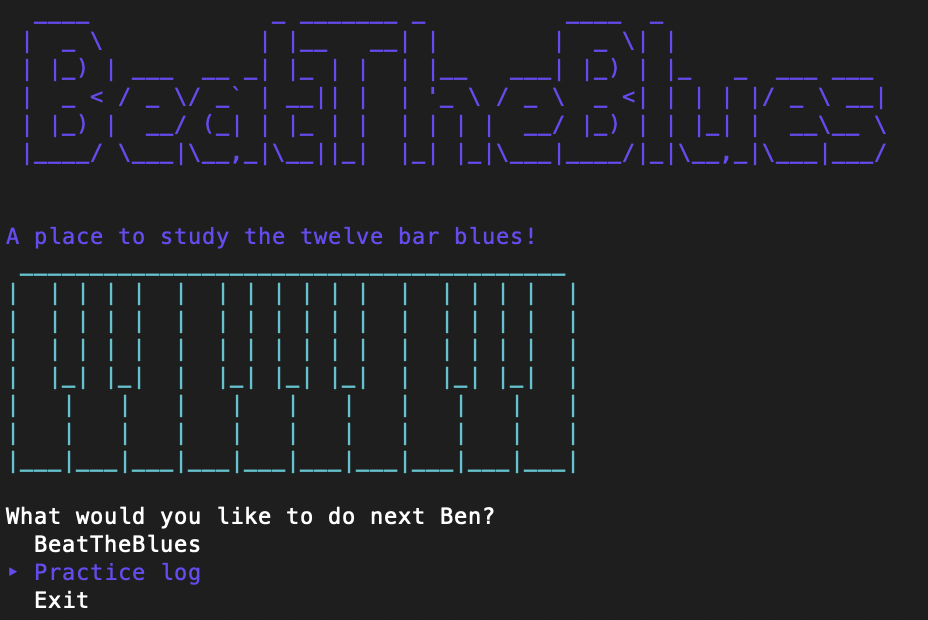 BeatTheBlues
A place to study the twelve bar blues!
What would you like to do next Ben?
BeatTheBlues
‣ Practice log
Exit